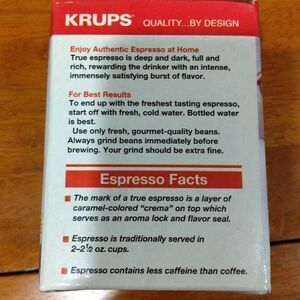 KRUPS® QUALITY...BY DESIGN
Enjoy Authentic Espresso at Home
True espresso is deep and dark, full and
rich, rewarding the drinker with an intense,
immensely satisfying burst of flavor.
For Best Results
To end up with the freshest tasting espresso,
start off with fresh, cold water. Bottled water
is best.
Use only fresh, gourmet-quality beans.
Always grind beans immediately before
brewing. Your grind should be extra fine.
Espresso Facts
The mark of a true espresso is a layer of
caramel-colored "crema" on top which
serves as an aroma lock and flavor seal.
Espresso is traditionally served in
2–2½ oz. cups.
Espresso contains less caffeine than coffee.